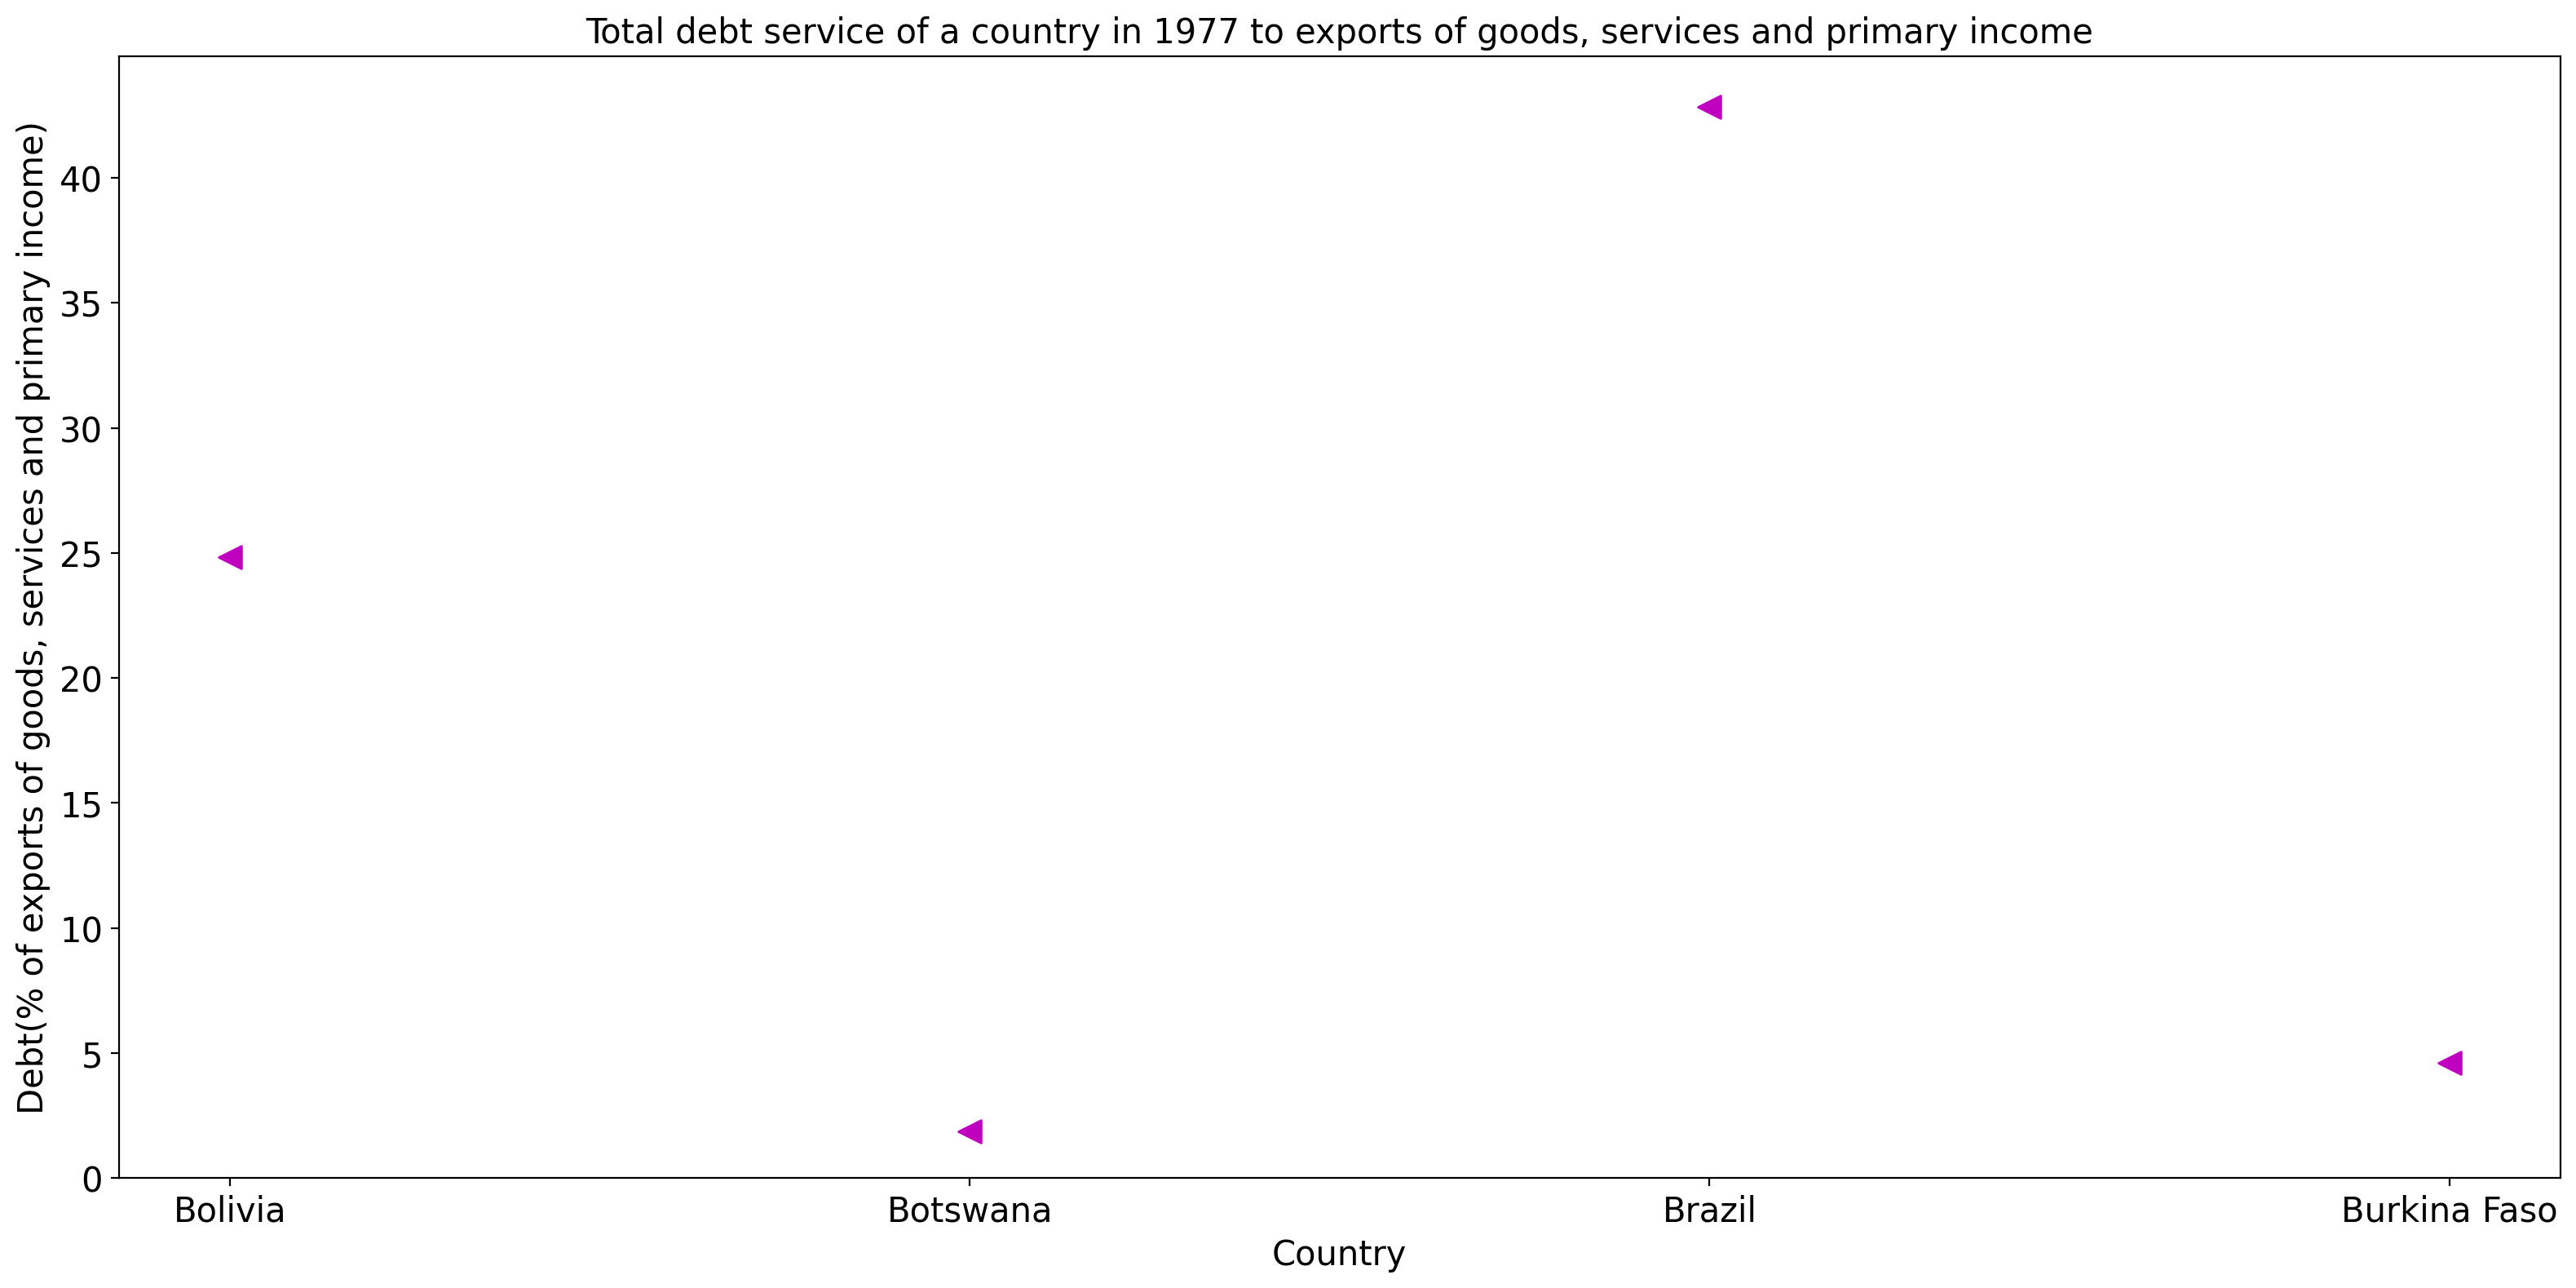 Total debt service of a country in 1977 to exports of goods, services and primary income
Debt(% of exports of goods, services and primary income)
40
35
30
25
20
15
10
5
0
Bolivia
Botswana
Brazil
Burkina Faso
Country